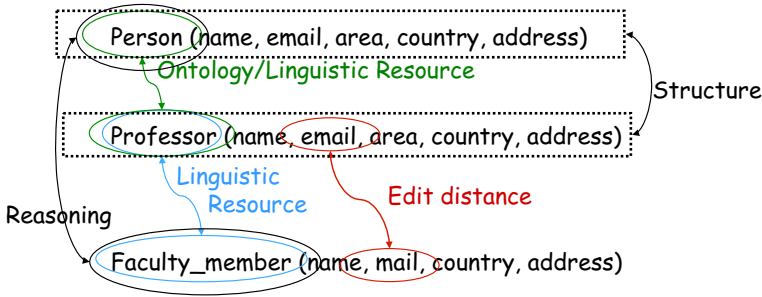 Person (name, email, area, country, address)
Ontology/Linguistic Resource
Structure
Professor (name, email, area, country, address)
Linguistic
Resource
Edit distance
Reasoning
Faculty_member (name, mail, country, address)